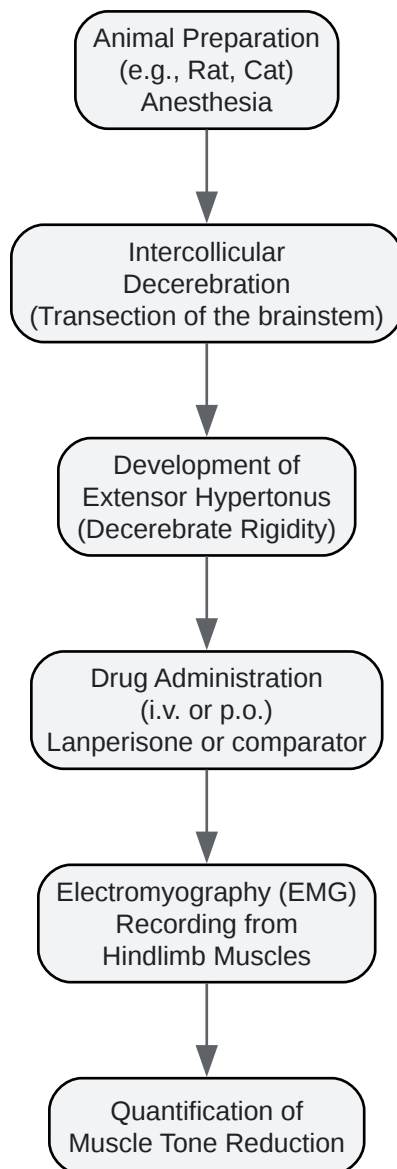 Animal Preparation
(e.g., Rat, Cat)
Anesthesia
Intercollicular
Decerebration
(Transection of the brainstem)
Development of
Extensor Hypertonus
(Decerebrate Rigidity)
Drug Administration
(i.v. or p.o.)
Lanperisone or comparator
Electromyography (EMG)
Recording from
Hindlimb Muscles
Quantification of
Muscle Tone Reduction